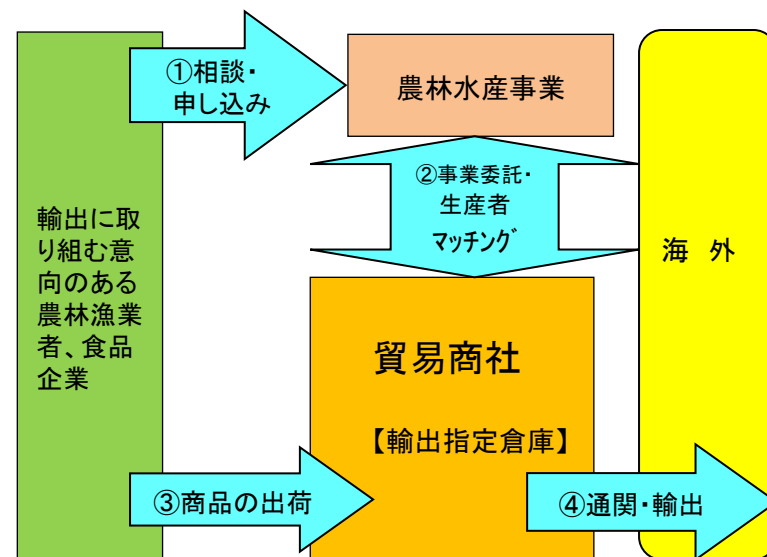 ①相談・
申し込み
農林水産事業
②事業委託・
生産者
ﾏｯﾁﾝｸﾞ
輸出に取
り組む意
向のある
農林漁業
者、食品
企業
海　外
貿易商社
【輸出指定倉庫】
③商品の出荷
④通関・輸出